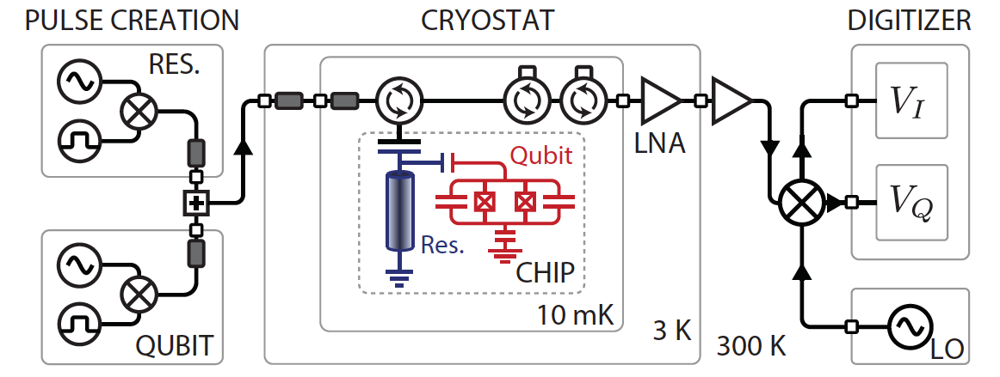 PULSE CREATION
CRYOSTAT
DIGITIZER
RES.
V_I
LNA
Qubit
V_Q
Res.
CHIP
10 mK
3 K
300 K
QUBIT
LO